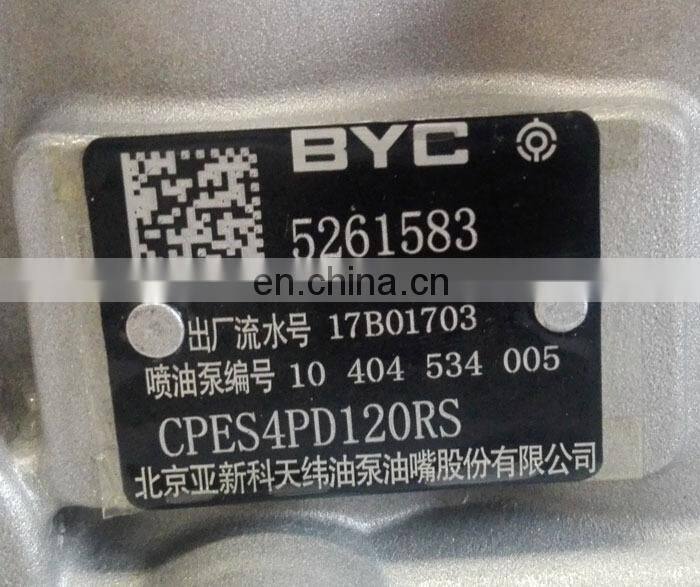 BYC
5261583
en.china.cn
出厂流水号 17B01703
喷油泵编号 10 404 534 005
CPES4PD120RS
北京亚新科天纬油泵油嘴股份有限公司